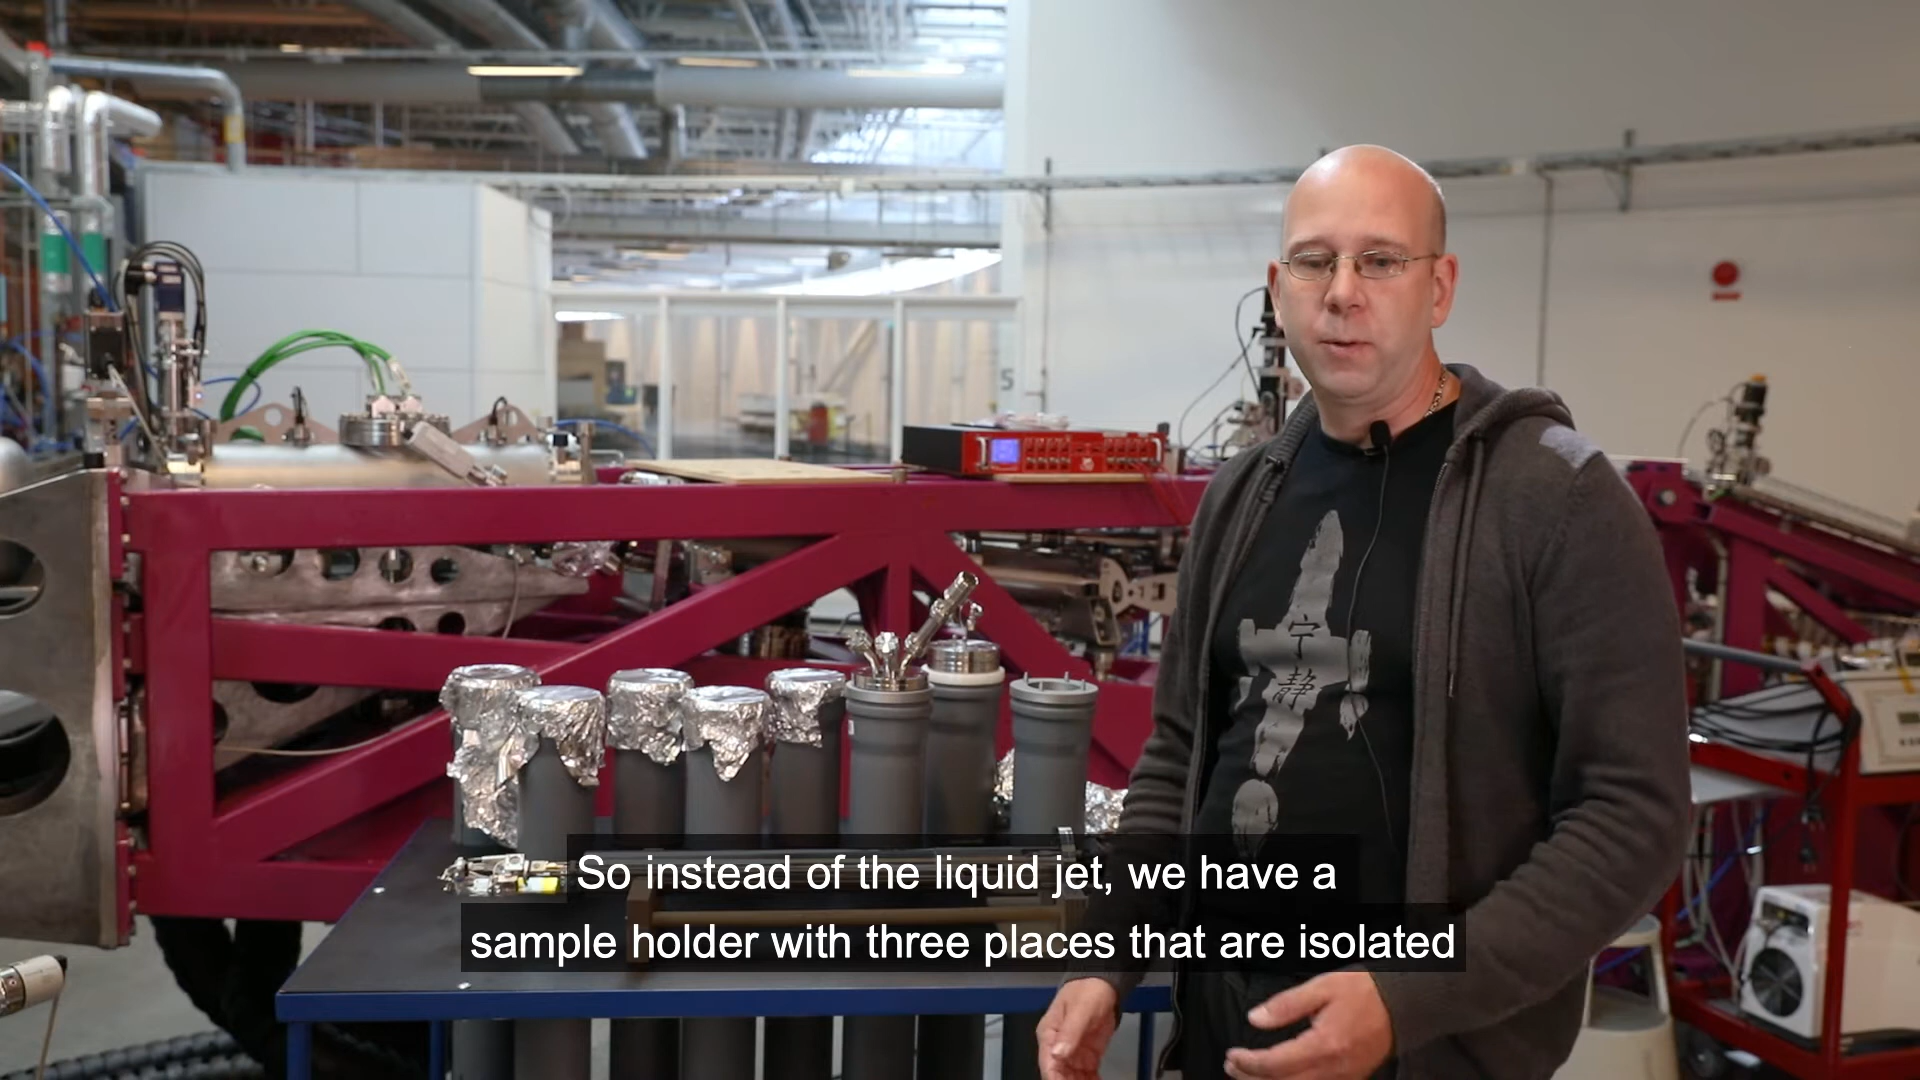 宁
静
So instead of the liquid jet, we have a
sample holder with three places that are isolated